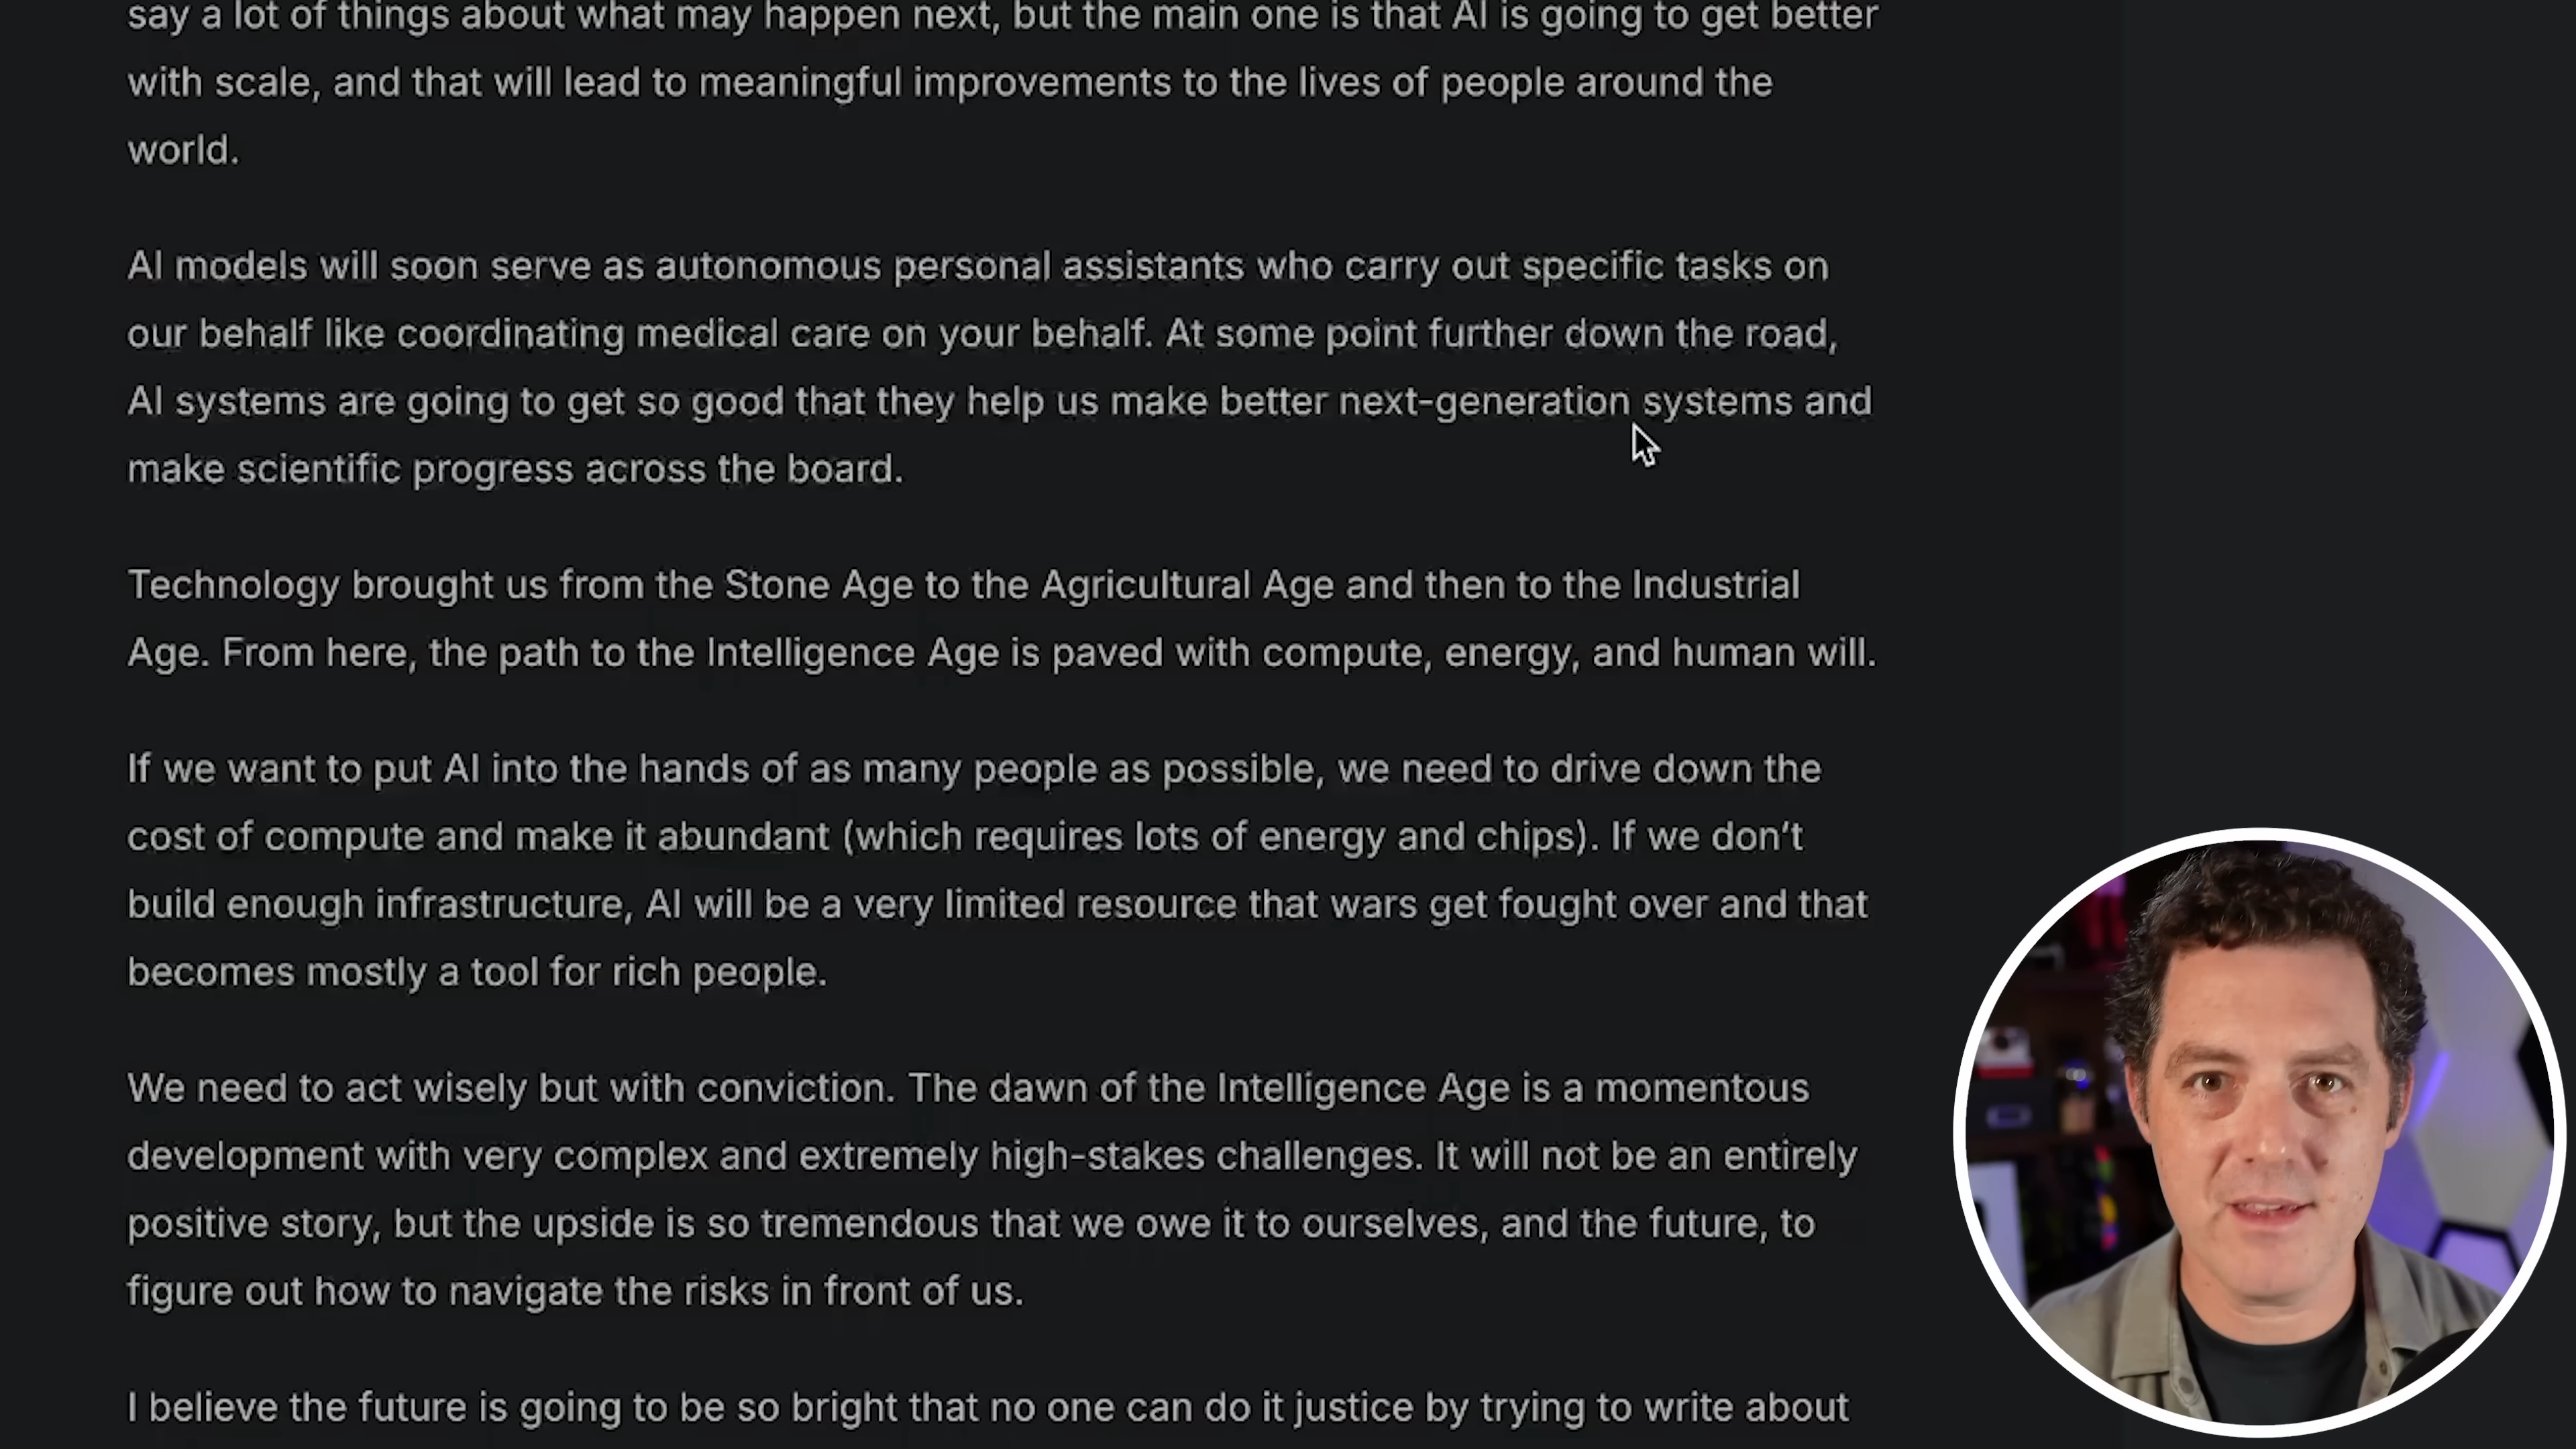 say a lot of things about what may happen next, but the main one is that AI is going to get better
with scale, and that will lead to meaningful improvements to the lives of people around the
world.
AI models will soon serve as autonomous personal assistants who carry out specific tasks on
our behalf like coordinating medical care on your behalf. At some point further down the road,
AI systems are going to get so good that they help us make better next-generation systems and
make scientific progress across the board.
Technology brought us from the Stone Age to the Agricultural Age and then to the Industrial
Age. From here, the path to the Intelligence Age is paved with compute, energy, and human will.
If we want to put AI into the hands of as many people as possible, we need to drive down the
cost of compute and make it abundant (which requires lots of energy and chips). If we don’t
build enough infrastructure, AI will be a very limited resource that wars get fought over and that
becomes mostly a tool for rich people.
We need to act wisely but with conviction. The dawn of the Intelligence Age is a momentous
development with very complex and extremely high-stakes challenges. It will not be an entirely
positive story, but the upside is so tremendous that we owe it to ourselves, and the future, to
figure out how to navigate the risks in front of us.
I believe the future is going to be so bright that no one can do it justice by trying to write about